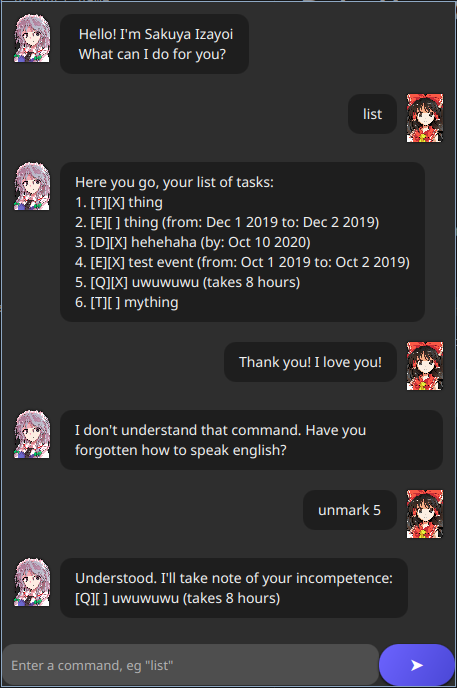 Hello! I'm Sakuya Izayoi
What can I do for you?
list
Here you go, your list of tasks:
1. [T][X] thing
2. [E][ ] thing (from: Dec 1 2019 to: Dec 2 2019)
3. [D][X] hehehaha (by: Oct 10 2020)
4. [E][X] test event (from: Oct 1 2019 to: Oct 2 2019)
5. [Q][X] uwuwuwu (takes 8 hours)
6. [T][ ] mything
Thank you! I love you!
I don't understand that command. Have you
forgotten how to speak english?
unmark 5
Understood. I'll take note of your incompetence:
[Q][ ] uwuwuwu (takes 8 hours)
Enter a command, eg "list"